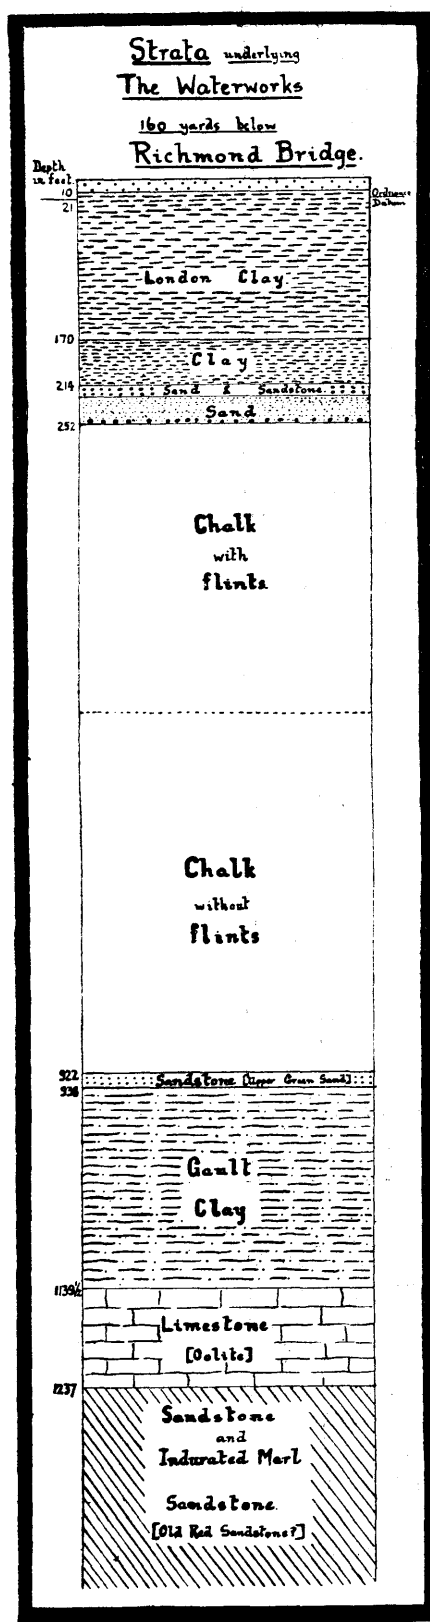 Strata underlying
The Waterworks
160 yards below
Richmond Bridge.
Depth
in feet.
10
Ordnance
Datum
21
London Clay
170
Clay
214
Sand & Sandstone
Sand
252
Chalk
with
flints
Chalk
without
flints
922
Sandstone [Upper Green Sand]
936
Gault
Clay
1139½
Limestone
[Oolite]
1237
Sandstone
and
Indurated Marl
Sandstone.
[Old Red Sandstone?]